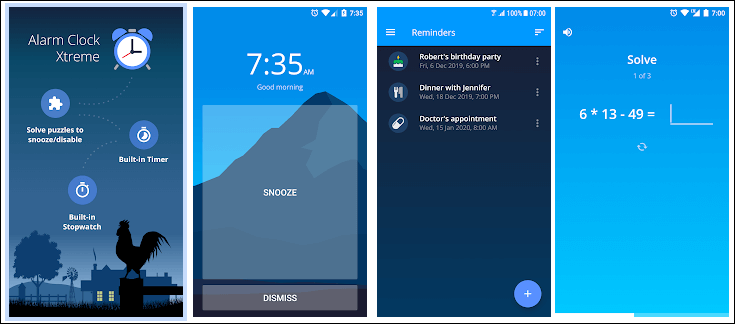 Alarm Clock
Xtreme
Solve puzzles to
snooze/disable
Built-in Timer
Built-in
Stopwatch
7:35
7:35AM
Good morning
SNOOZE
DISMISS
100% 07:00
Reminders
Robert's birthday party
Fri, 6 Dec 2019, 6:00 PM
Dinner with Jennifer
Wed, 18 Dec 2019, 7:00 PM
Doctor's appointment
Wed, 15 Jan 2020, 8:00 AM
+
7:00
Solve
1 of 3
6 * 13 - 49 =